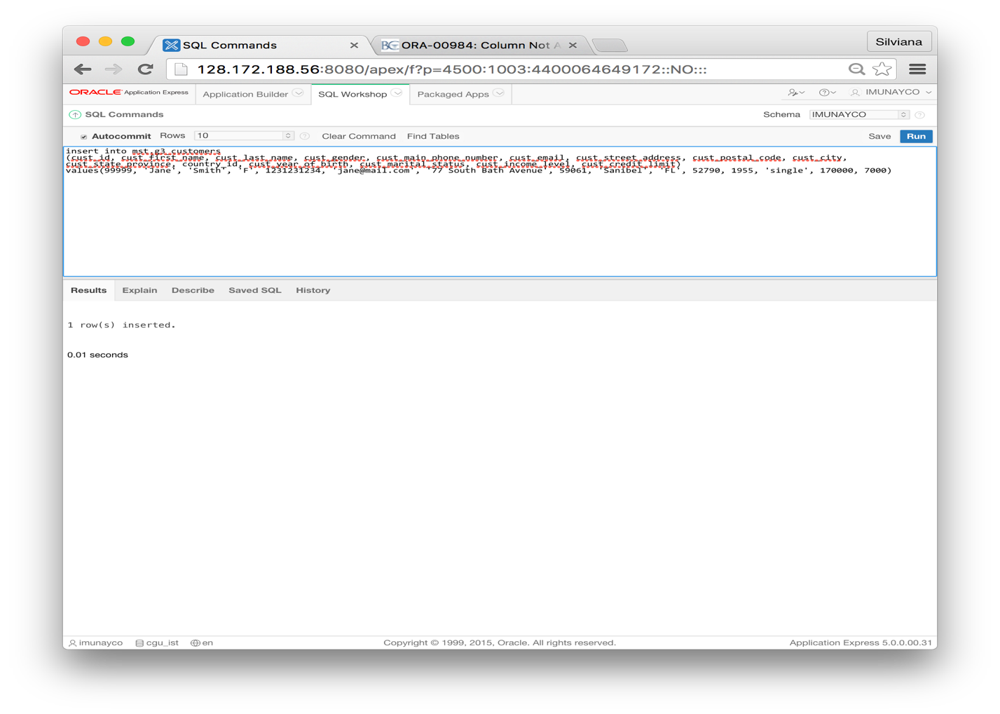 SQL Commands
ORA-00984: Column Not A
Silviana
128.172.188.56:8080/apex/f?p=4500:1003:4400064649172::NO:::
ORACLE Application Express
Application Builder
SQL Workshop
Packaged Apps
IMUNAYCO
SQL Commands
Schema IMUNAYCO
Autocommit Rows 10 Clear Command Find Tables Save Run
insert into mst_g3_customers
(cust_id, cust_first_name, cust_last_name, cust_gender, cust_main_phone_number, cust_email, cust_street_address, cust_postal_code, cust_city,
cust_state_province, country_id, cust_year_of_birth, cust_marital_status, cust_income_level, cust_credit_limit)
values(99999, 'Jane', 'Smith', 'F', 1231231234, 'jane@mail.com', '77 South Bath Avenue', 59061, 'Sanibel', 'FL', 52790, 1955, 'single', 170000, 7000)
Results Explain Describe Saved SQL History
1 row(s) inserted.
0.01 seconds
imunayco cgu_ist en
Copyright © 1999, 2015, Oracle. All rights reserved.
Application Express 5.0.0.00.31